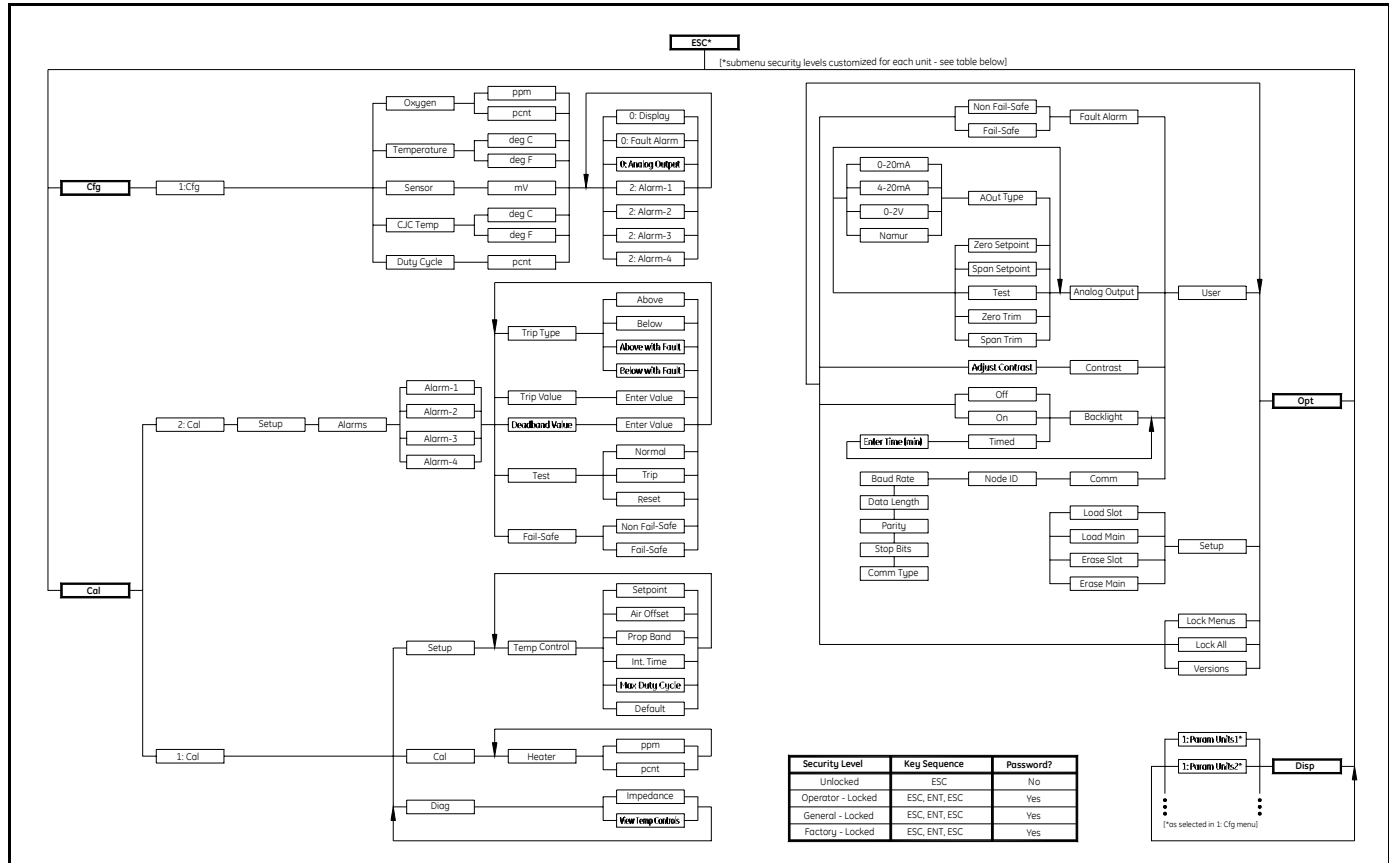 ESC*
[*submenu security levels customized for each unit - see table below]
Cfg
1:Cfg
Oxygen
ppm
pcnt
Temperature
deg C
deg F
Sensor
mV
CJC Temp
deg C
deg F
Duty Cycle
pcnt
0: Display
0: Fault Alarm
0: Analog Output
2: Alarm-1
2: Alarm-2
2: Alarm-3
2: Alarm-4
Cal
2: Cal
Setup
Alarms
Alarm-1
Alarm-2
Alarm-3
Alarm-4
Trip Type
Above
Below
Above with Fault
Below with Fault
Trip Value
Enter Value
Deadband Value
Enter Value
Test
Normal
Trip
Reset
Fail-Safe
Non Fail-Safe
Fail-Safe
1: Cal
Setup
Temp Control
Setpoint
Air Offset
Prop Band
Int. Time
Max Duty Cycle
Default
Cal
Heater
ppm
pcnt
Diag
Impedance
View Temp Controls
Non Fail-Safe
Fail-Safe
Fault Alarm
0-20mA
4-20mA
0-2V
Namur
AOut Type
Zero Setpoint
Span Setpoint
Test
Zero Trim
Span Trim
Analog Output
User
Adjust Contrast
Contrast
Off
On
Timed
Enter Time (min)
Backlight
Baud Rate
Node ID
Comm
Data Length
Parity
Stop Bits
Comm Type
Load Slot
Load Main
Erase Slot
Erase Main
Setup
Lock Menus
Lock All
Versions
Opt
1: Param Units1*
1: Param Units2*
Disp
[*as selected in 1: Cfg menu]
Security Level Key Sequence Password?
Unlocked ESC No
Operator - Locked ESC, ENT, ESC Yes
General - Locked ESC, ENT, ESC Yes
Factory - Locked ESC, ENT, ESC Yes